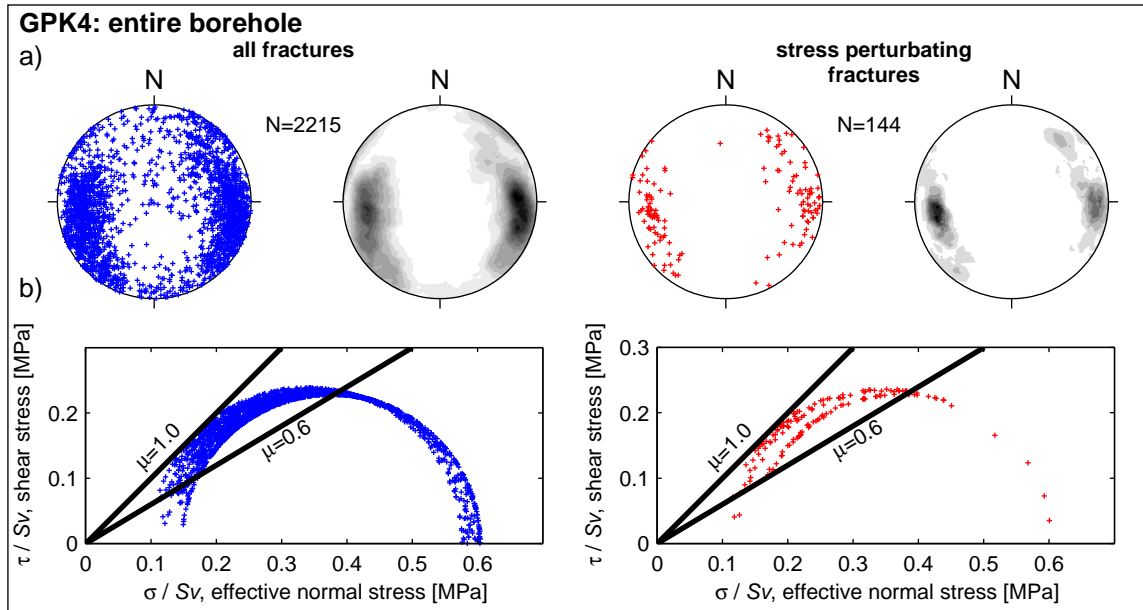 GPK4: entire borehole
a)
all fractures
stress perturbating
fractures
N
N
N
N
N=2215
N=144
b)
τ / Sv, shear stress [MPa]
0.2
0.1
0
μ=1.0
μ=0.6
0 0.1 0.2 0.3 0.4 0.5 0.6
σ / Sv, effective normal stress [MPa]
τ / Sv, shear stress [MPa]
0.3
0.2
0.1
0
μ=1.0
μ=0.6
0 0.1 0.2 0.3 0.4 0.5 0.6
σ / Sv, effective normal stress [MPa]